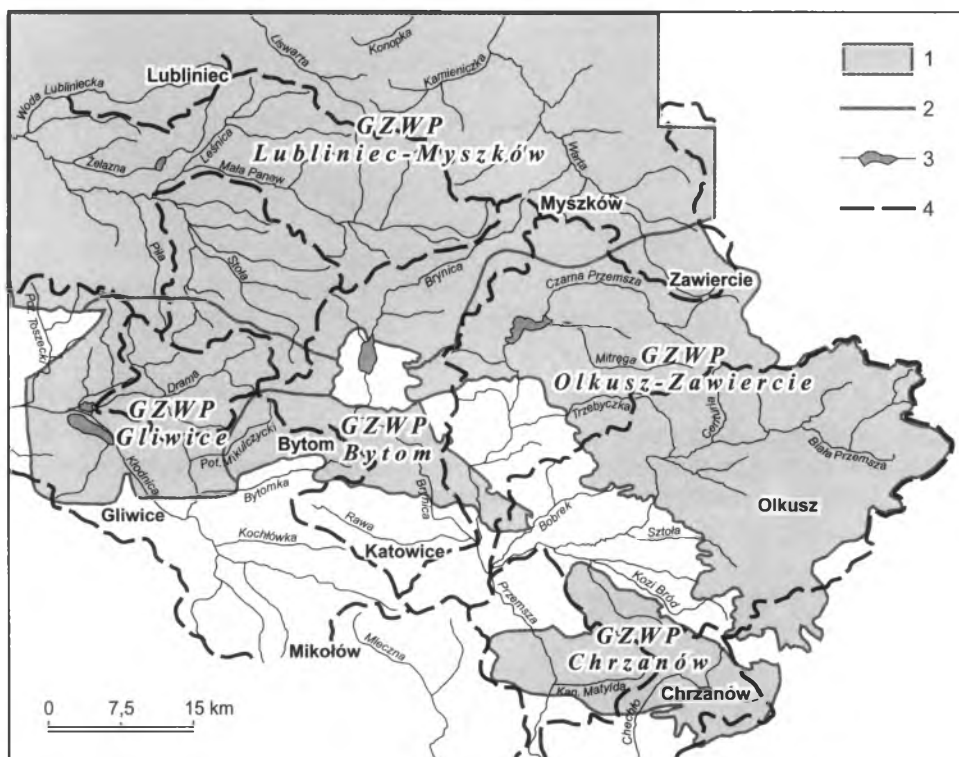 Liswarta
Konopka
1
Lubliniec
Kamieniczka
Woda Lubliniecka
2
GZWP
Lubliniec-Myszków
Leśnica
Warta
3
Żelazna
Mała Panew
4
Myszków
Piła
Stoła
Brynica
Zawiercie
Czarna Przemsza
Pot. Toszecki
Mitręga
GZWP
Olkusz-Zawiercie
Drama
GZWP
Gliwice
Trzebyczka
Centuria
GZWP
Bytom
Bytom
Pot. Mikulczycki
Biała Przemsza
Kłodnica
Bytomka
Brynica
Olkusz
Gliwice
Rawa
Bobrek
Sztoła
Kochłówka
Katowice
Kozi Bród
Przemsza
GZWP
Chrzanów
Mikołów
Mleczna
Kan. Matylda
Chrzanów
Chechło
0 7,5 15 km